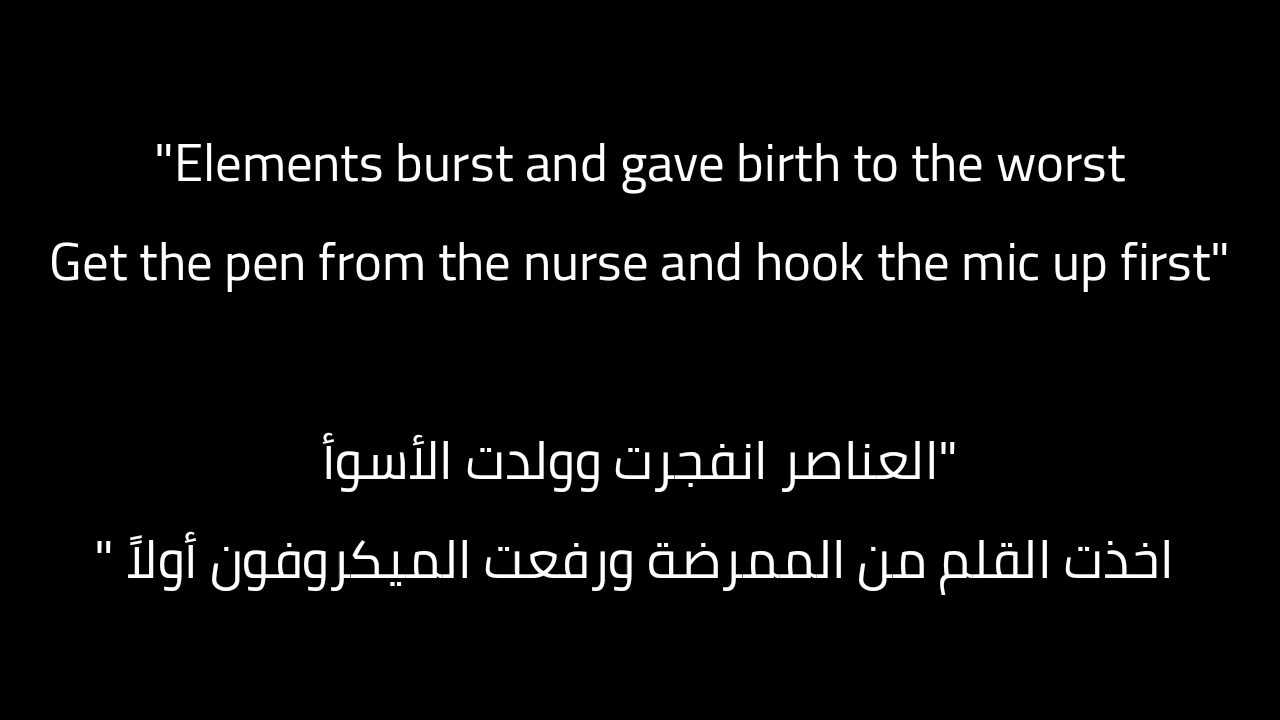 "Elements burst and gave birth to the worst
Get the pen from the nurse and hook the mic up first"
"العناصر انفجرت وولدت الأسوأ
اخذت القلم من الممرضة ورفعت الميكروفون أولاً "